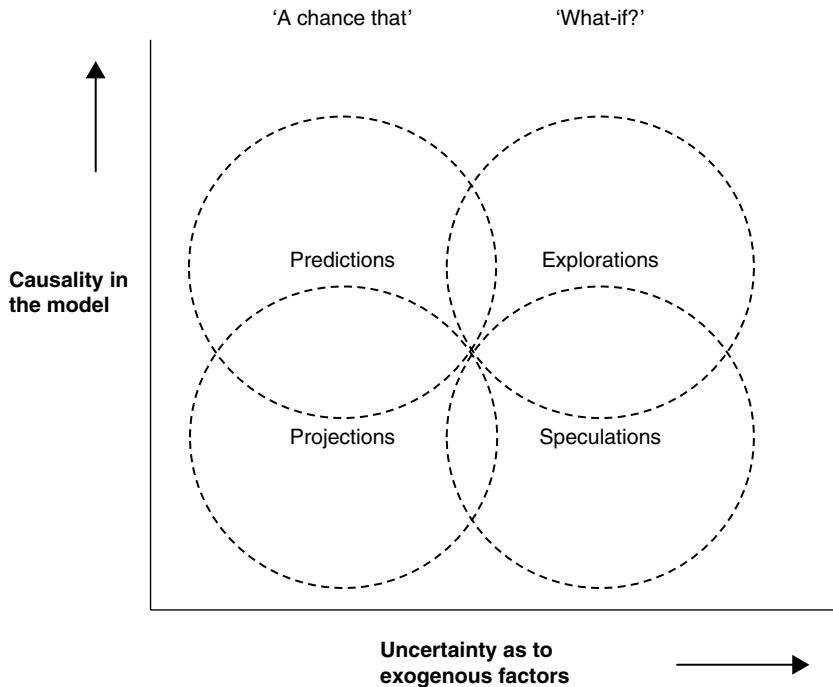 ‘A chance that’ ‘What-if?’
Predictions Explorations
Causality in
the model
Projections Speculations
Uncertainty as to
exogenous factors